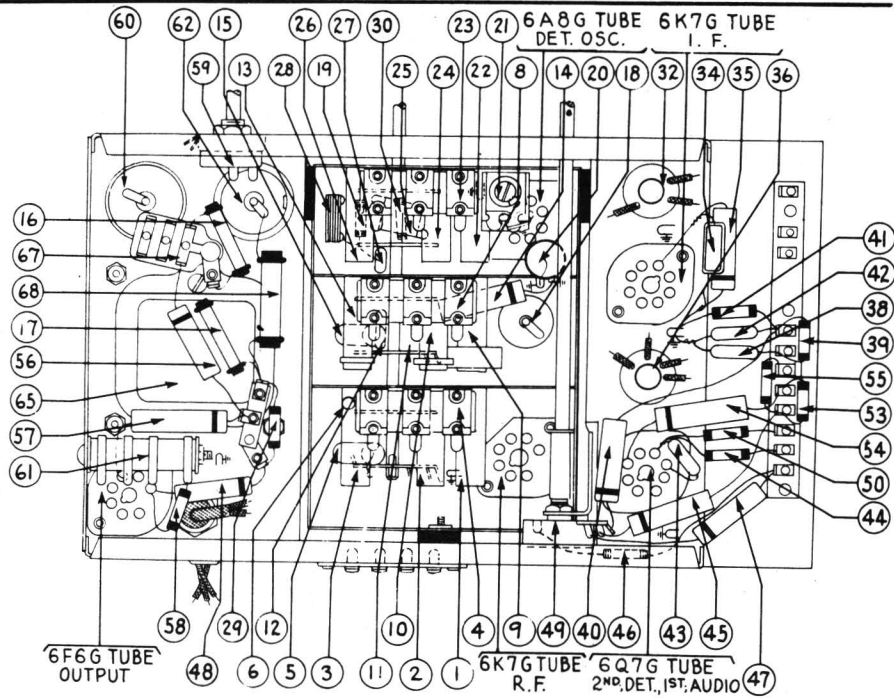 6A8G TUBE 6K7G TUBE
DET. OSC. I. F.
60 62 15 26 27 30 23 21
59 13 28 19 25 24 22 8 14 20 18 32 34 35 36
16
67
68
17
56
65
57
61
41
42
38
39
55
53
54
50
44
58 48 29 12 6 5 3 11 10 2 1 4 9 49 40 46 43 45 47
6F6G TUBE
OUTPUT
6K7G TUBE
R.F.
6Q7G TUBE
2ND. DET., 1ST. AUDIO